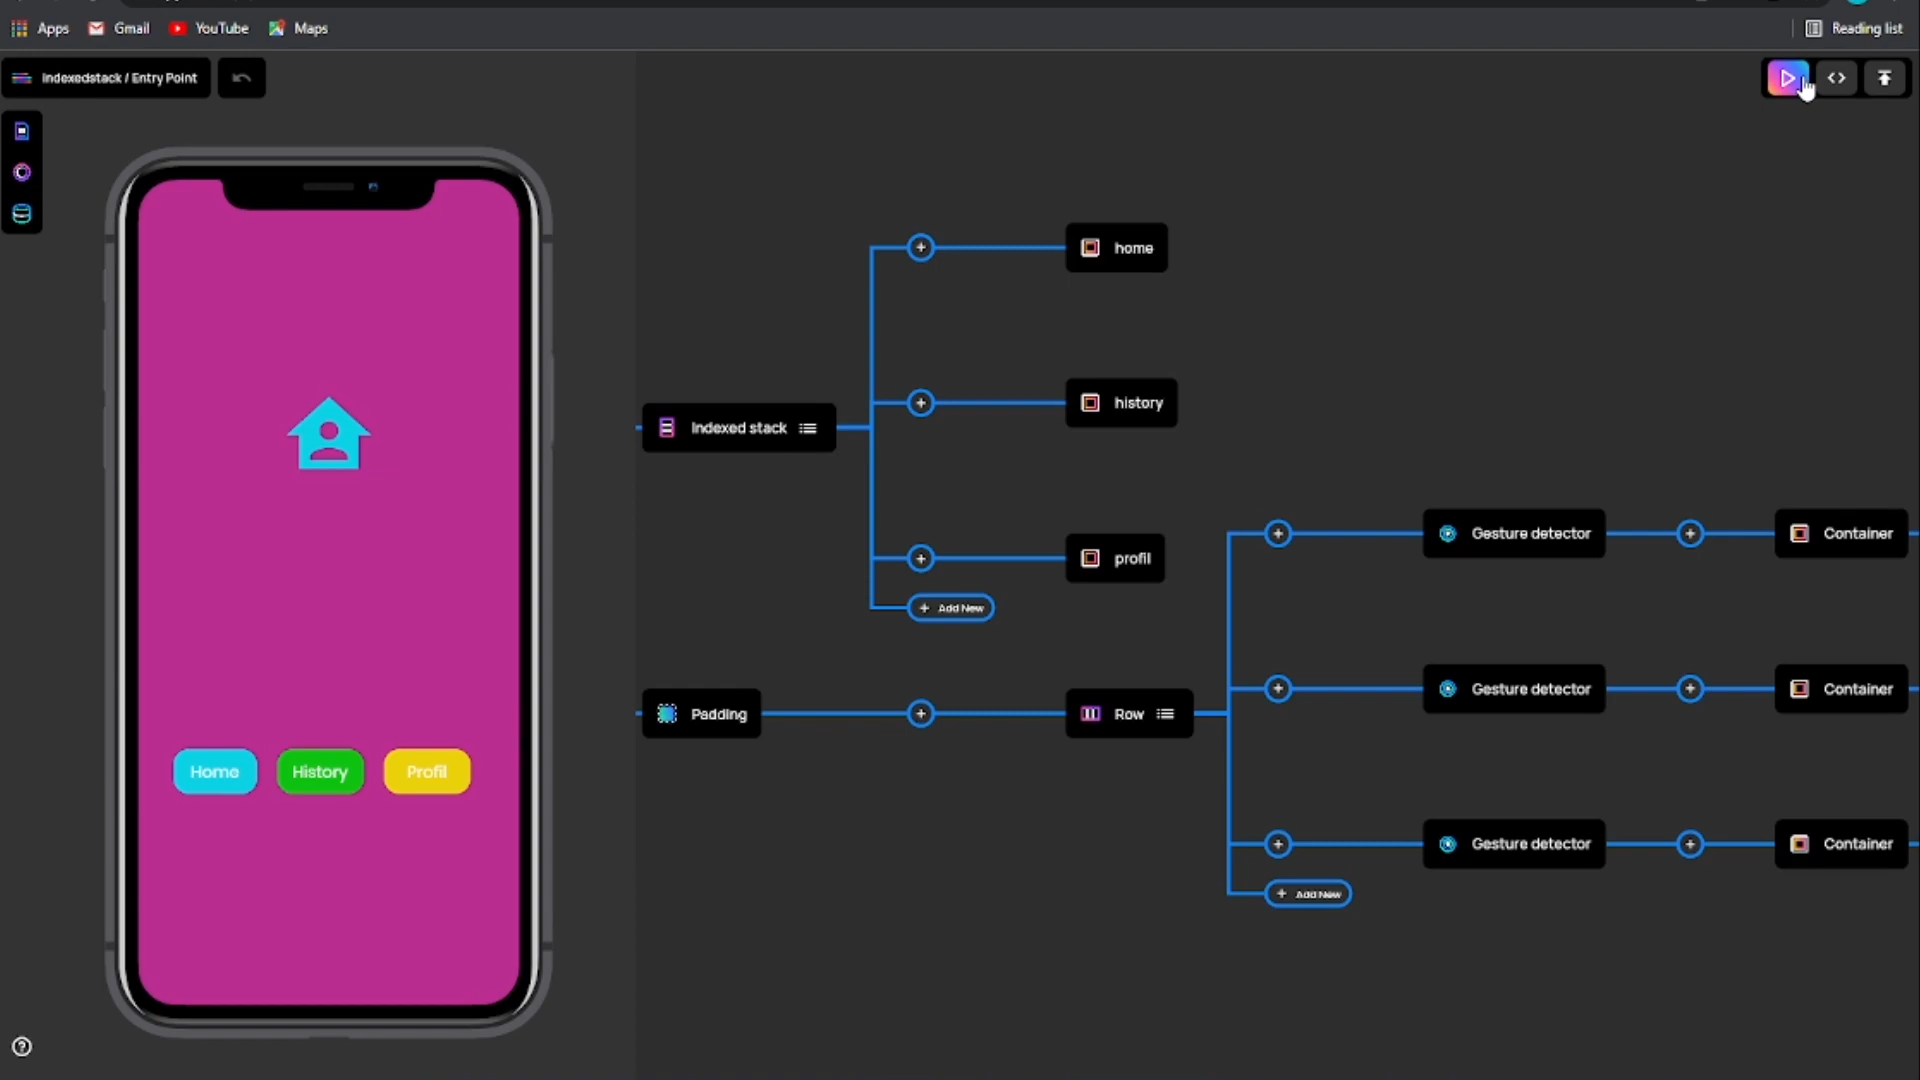 Apps Gmail YouTube Maps Reading list
Indexedstack / Entry Point
home
history
Indexed stack
Gesture detector Container
profil
Add New
Gesture detector Container
Padding Row
Home History Profil
Gesture detector Container
Add New